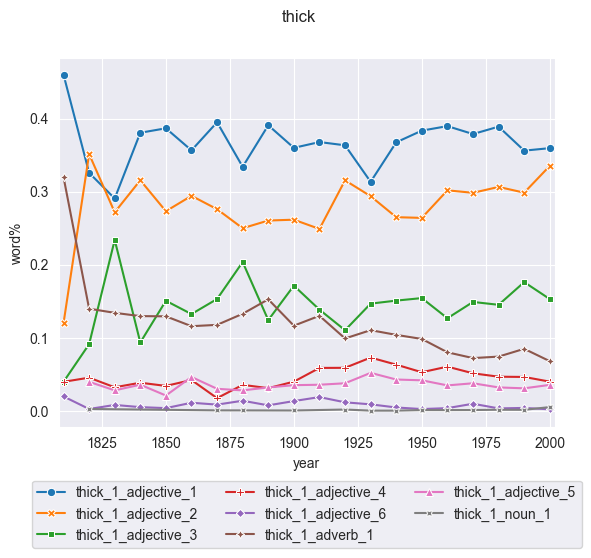 thick
0.4
0.3
0.2
0.1
0.0
word%
1825 1850 1875 1900 1925 1950 1975 2000
year
thick_1_adjective_1 thick_1_adjective_4 thick_1_adjective_5
thick_1_adjective_2 thick_1_adjective_6 thick_1_noun_1
thick_1_adjective_3 thick_1_adverb_1